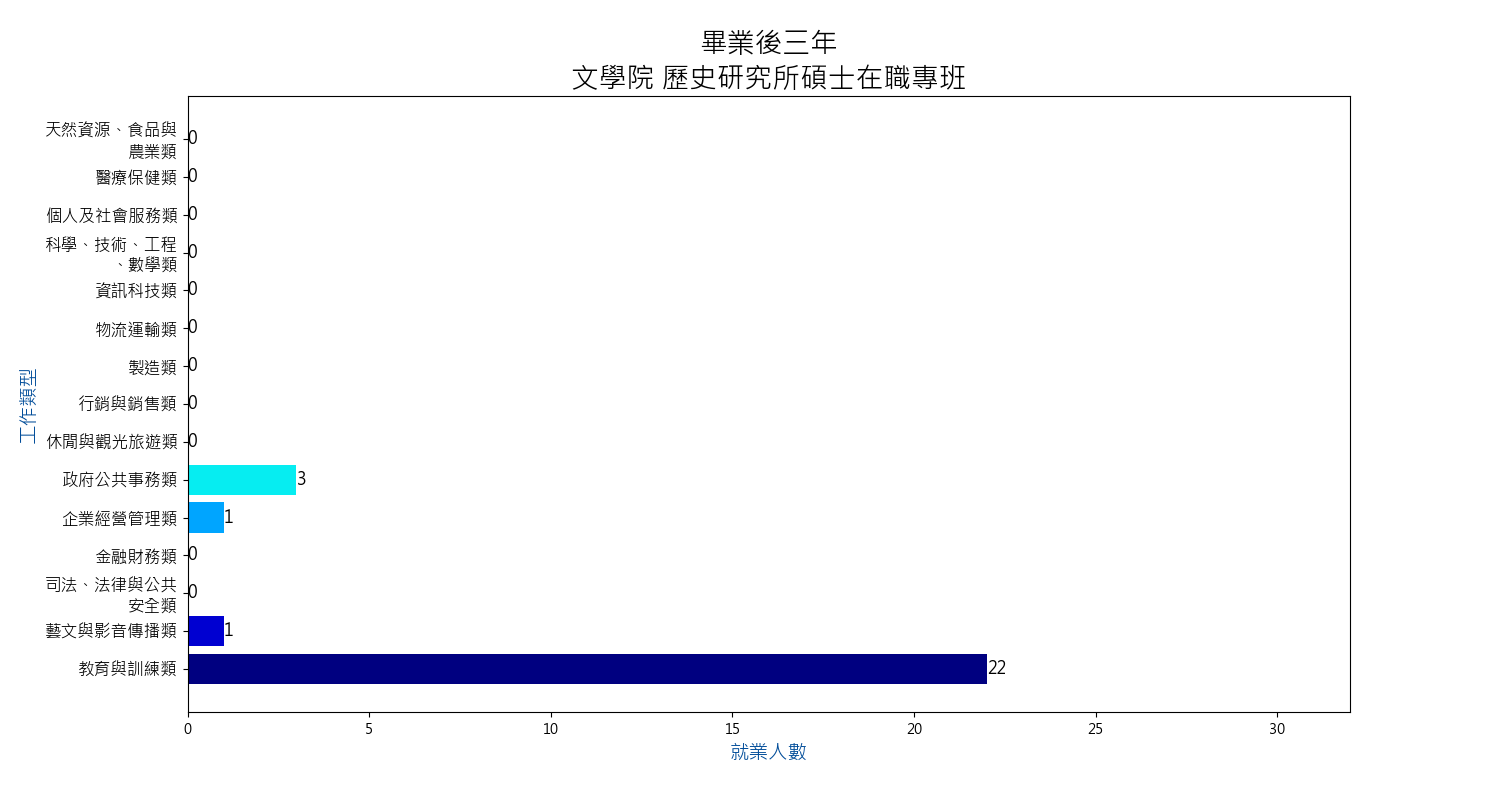 畢業後三年
文學院 歷史研究所碩士在職專班
工作類型
天然資源、食品與
農業類
0
醫療保健類
0
個人及社會服務類
0
科學、技術、工程
、數學類
0
資訊科技類
0
物流運輸類
0
製造類
0
行銷與銷售類
0
休閒與觀光旅遊類
0
政府公共事務類
3
企業經營管理類
1
金融財務類
0
司法、法律與公共
安全類
0
藝文與影音傳播類
1
教育與訓練類
22
0 5 10 15 20 25 30
就業人數